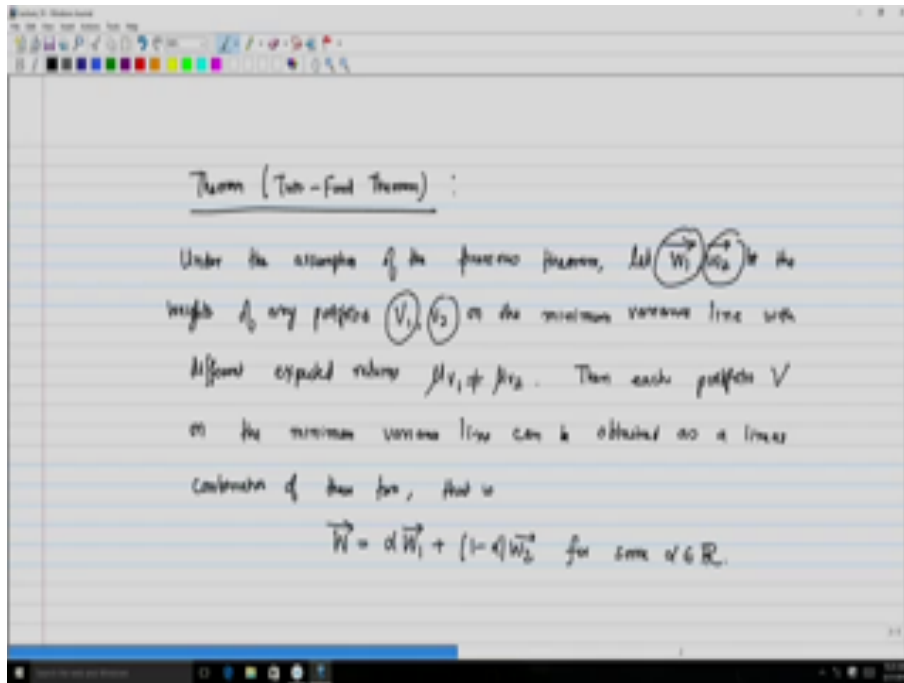 Theorem (Two-Fund Theorem) :
Under the assumption of the previous theorem, let W₁ W₂ be the
weights of any portfolio V₁, V₂ on the minimum variance line with
different expected returns μ_V₁ ≠ μ_V₂. Then each portfolio V
on the minimum variance line can be obtained as a linear
combination of these two, that is
W = α W₁ + (1-α) W₂ for some α ∈ ℝ.